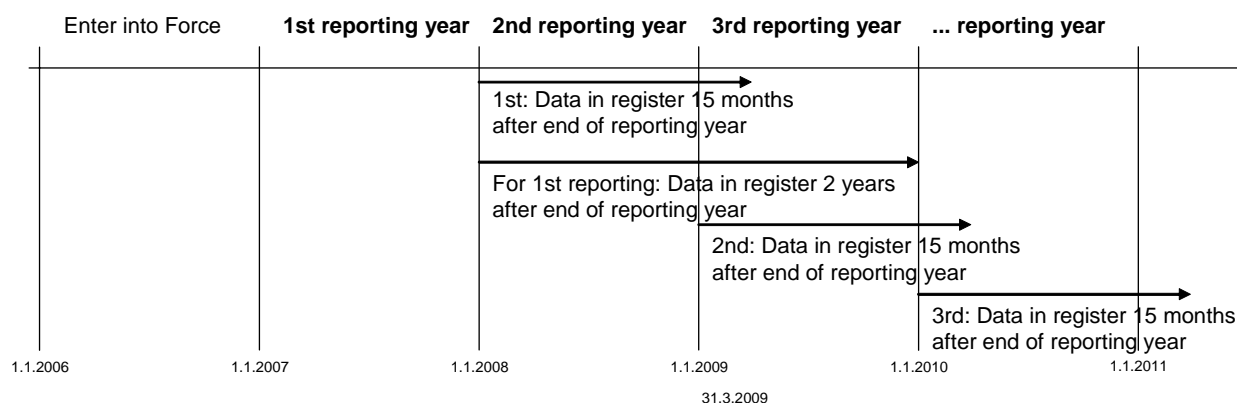 Enter into Force 1st reporting year 2nd reporting year 3rd reporting year ... reporting year
1st: Data in register 15 months
after end of reporting year
For 1st reporting: Data in register 2 years
after end of reporting year
2nd: Data in register 15 months
after end of reporting year
3rd: Data in register 15 months
after end of reporting year
1.1.2006 1.1.2007 1.1.2008 1.1.2009 1.1.2010 1.1.2011
31.3.2009